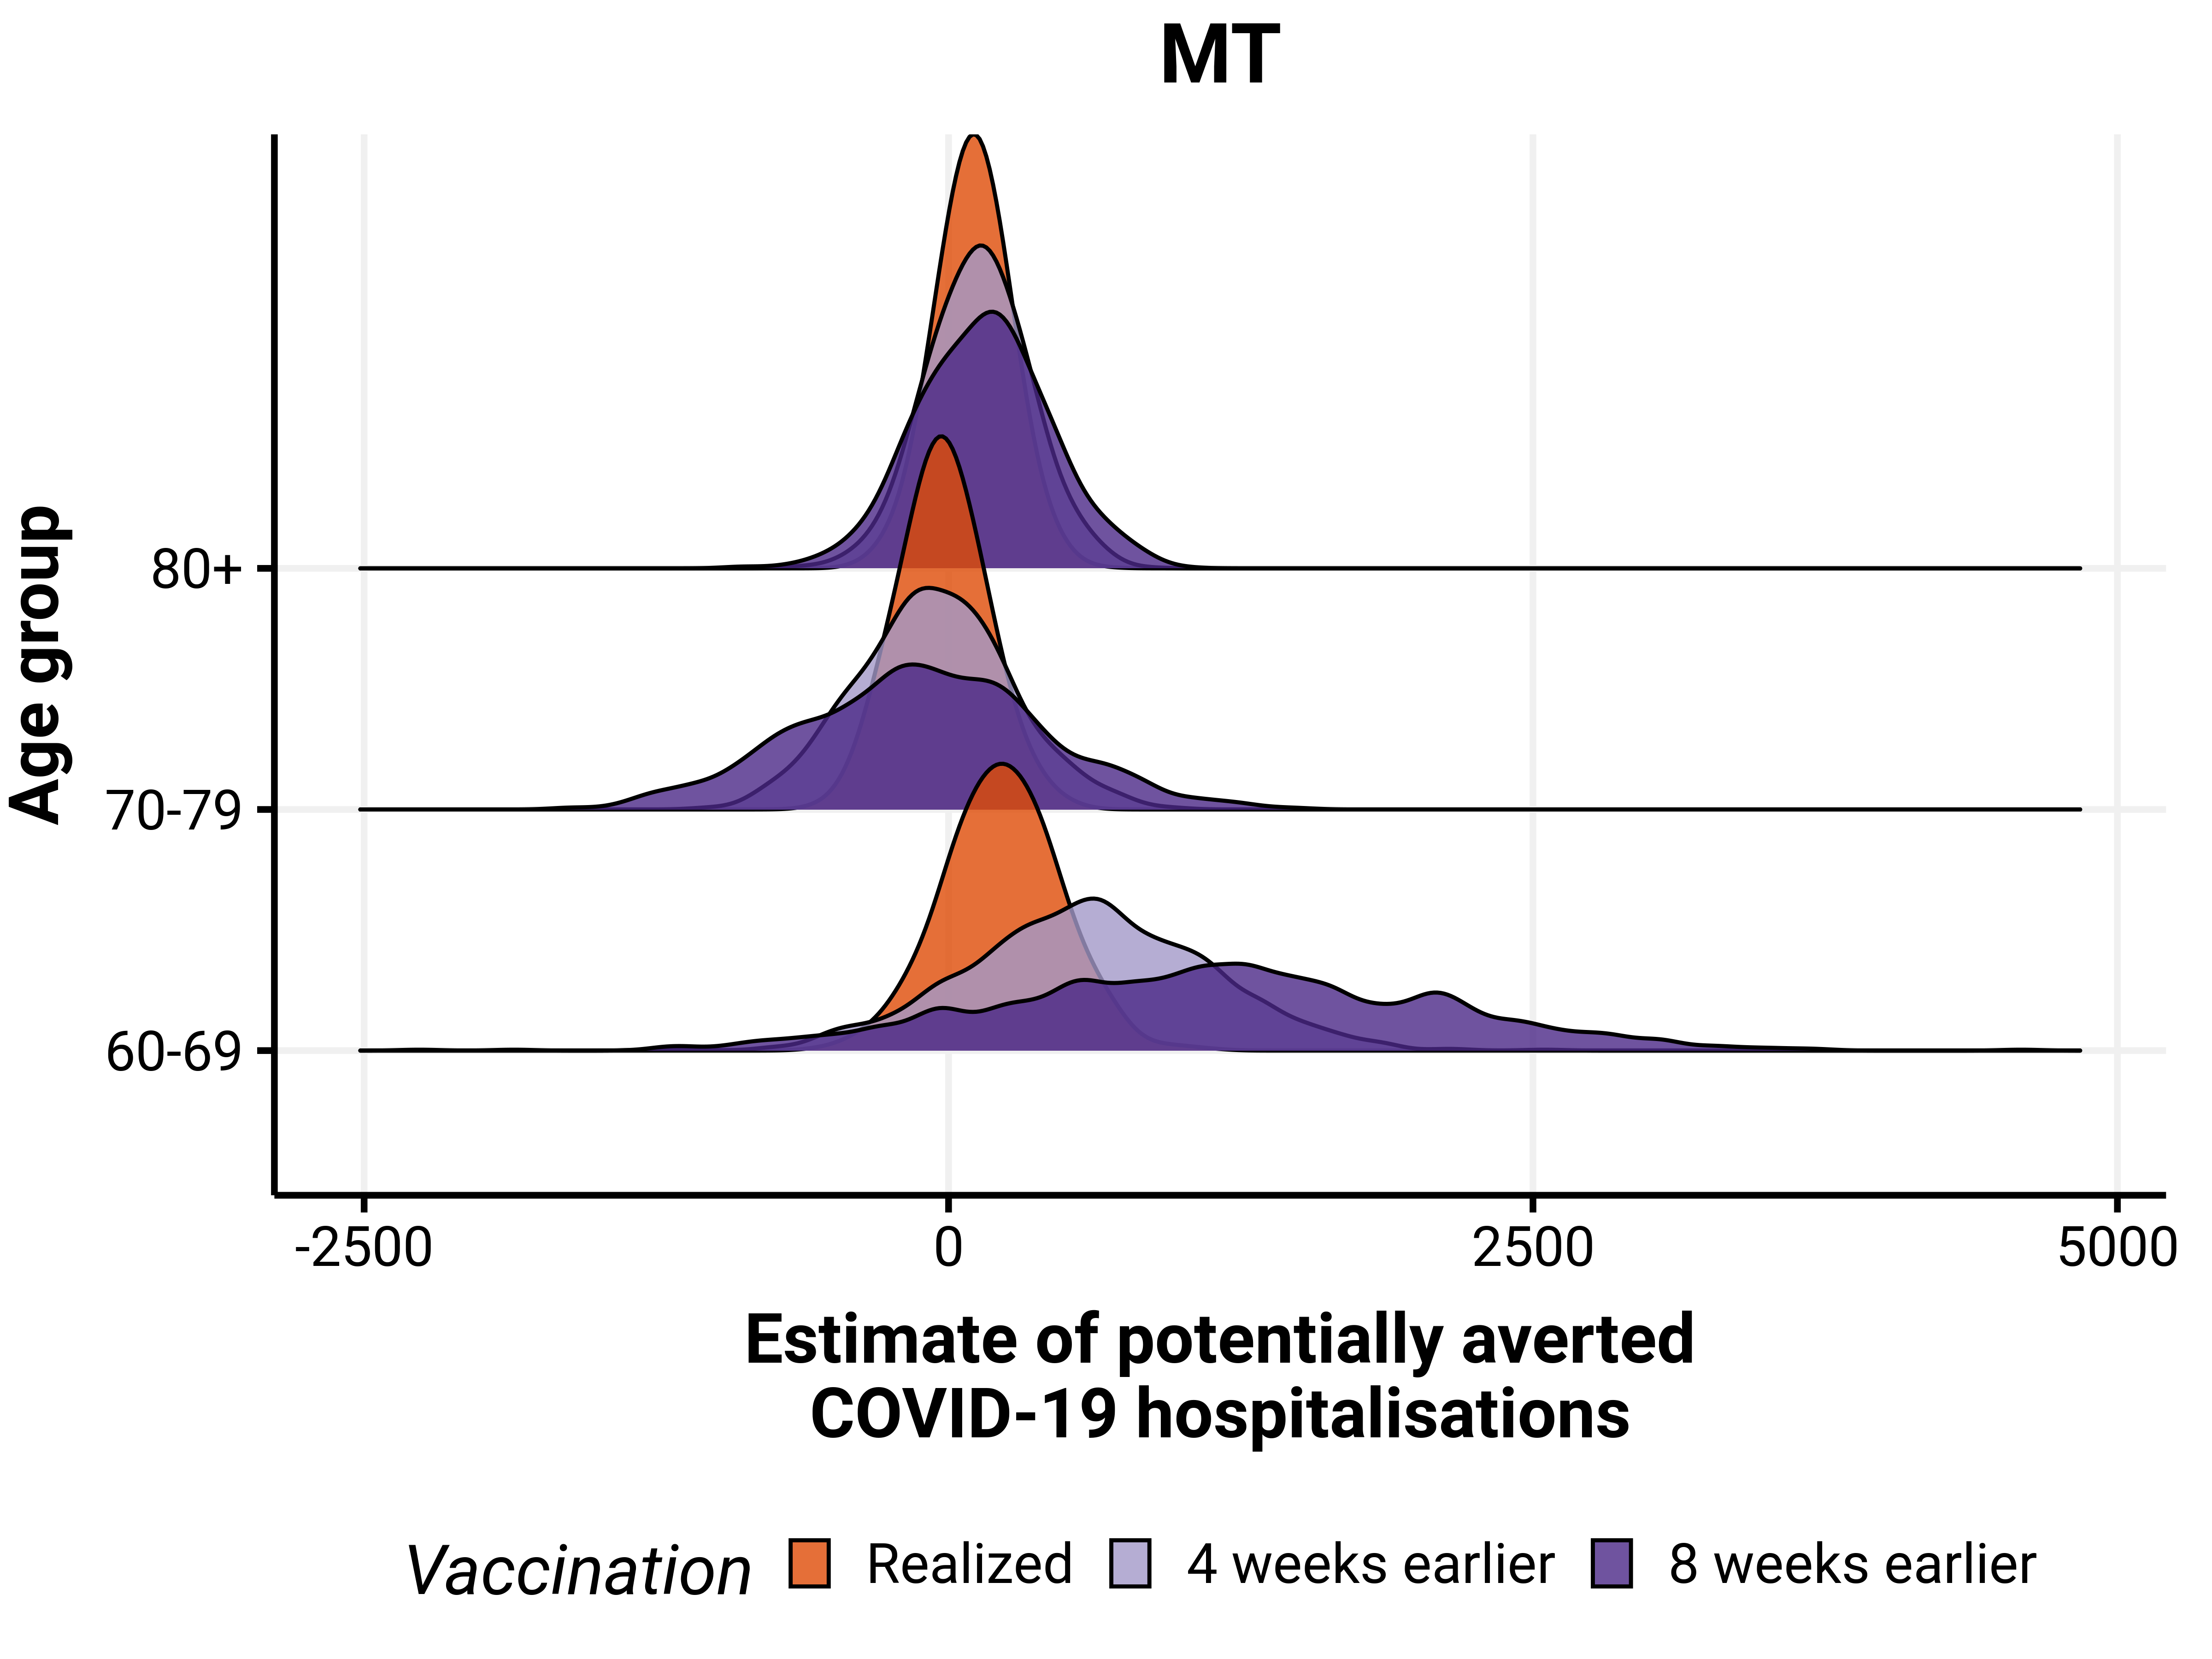 MT
Age group
80+
70-79
60-69
-2500 0 2500 5000
Estimate of potentially averted
COVID-19 hospitalisations
Vaccination Realized 4 weeks earlier 8 weeks earlier